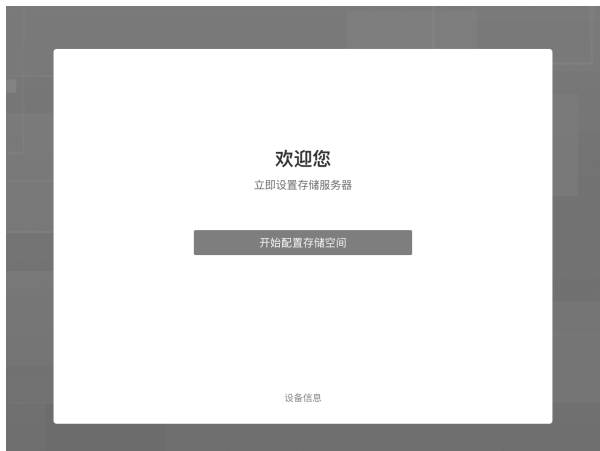 欢迎您
立即设置存储服务器
开始配置存储空间
设备信息